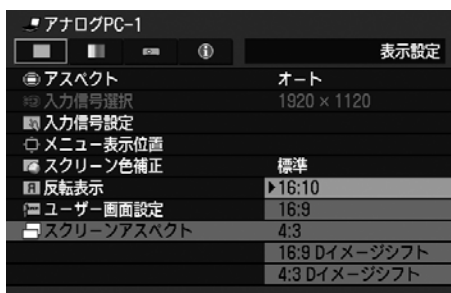 アナログPC-1
表示設定
アスペクト オート
入力信号選択 1920 × 1120
入力信号設定
メニュー表示位置
スクリーン色補正 標準
反転表示 ▶16:10
ユーザー画面設定 16:9
スクリーンアスペクト 4:3
16:9 Dイメージシフト
4:3 Dイメージシフト